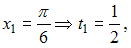 x₁ = π/6 ⇒ t₁ = 1/2,